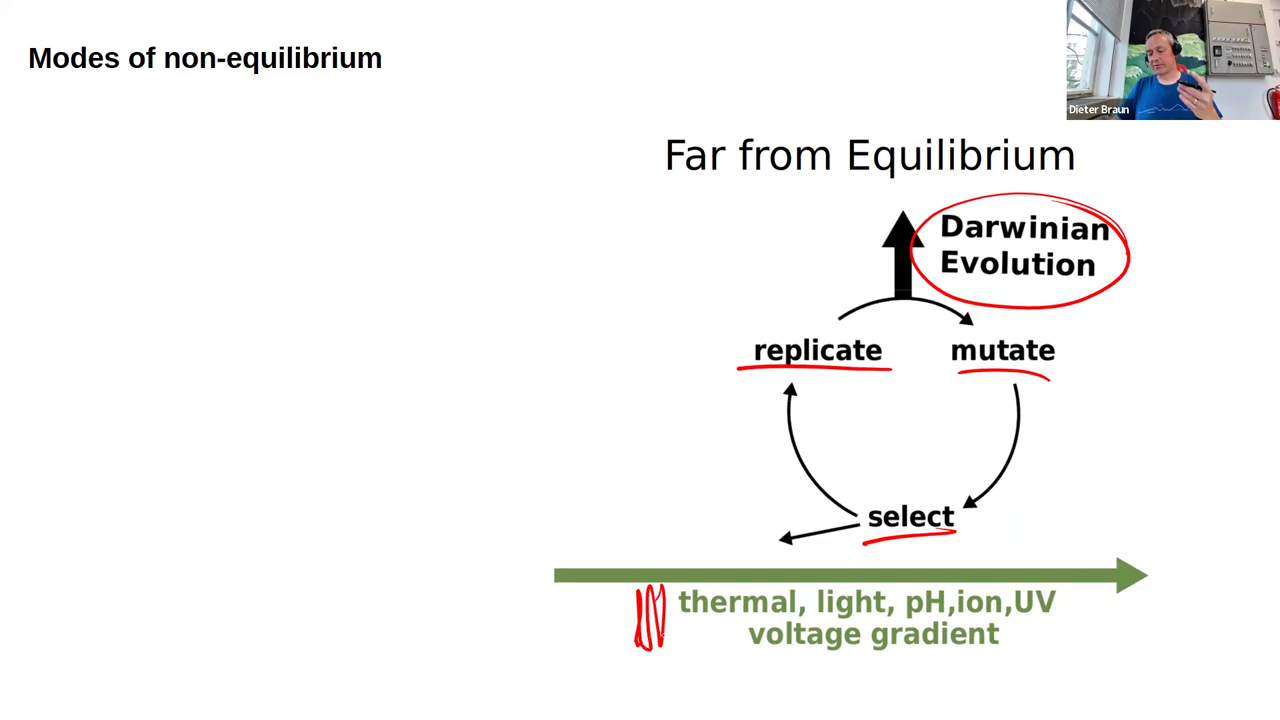 Modes of non-equilibrium
Dieter Braun
Far from Equilibrium
Darwinian
Evolution
replicate
mutate
select
thermal, light, pH,ion,UV
voltage gradient